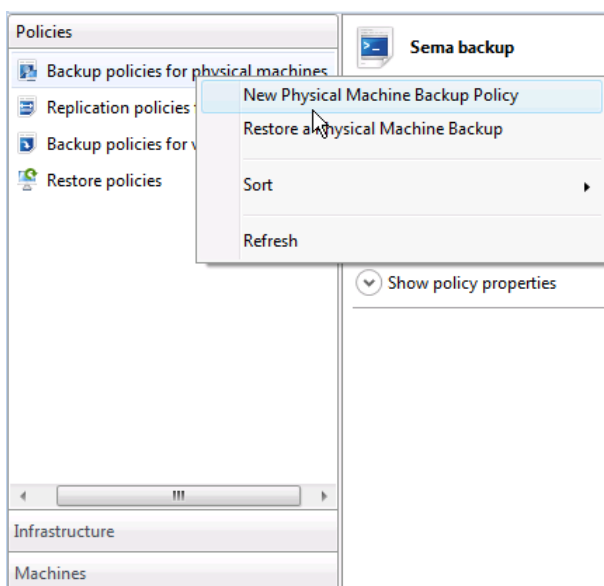 Policies
Sema backup
Backup policies for physical machines
New Physical Machine Backup Policy
Replication policies
Restore a Physical Machine Backup
Backup policies for v
Restore policies
Sort
Refresh
Show policy properties
Infrastructure
Machines